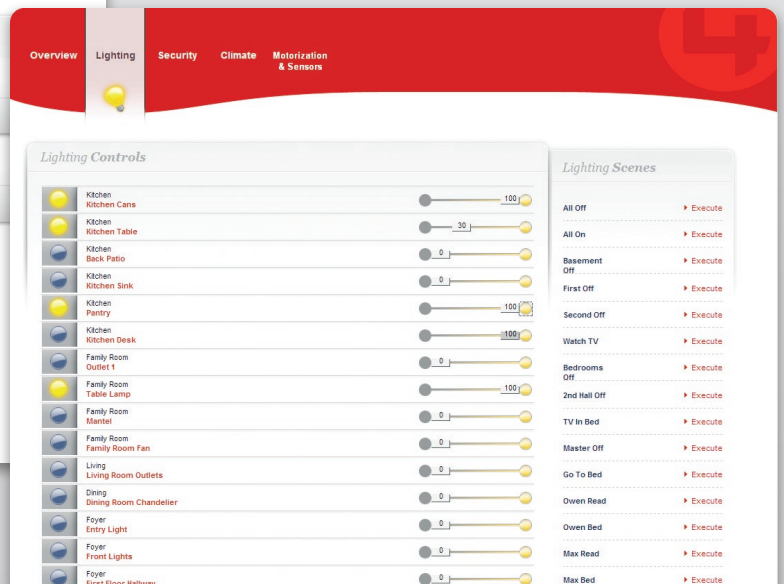 Overview
Lighting
Security
Climate
Motorization
& Sensors
4
Lighting Controls
Kitchen
Kitchen Cans
100
Kitchen
Kitchen Table
30
Kitchen
Back Patio
0
Kitchen
Kitchen Sink
0
Kitchen
Pantry
100
Kitchen
Kitchen Desk
100
Family Room
Outlet 1
0
Family Room
Table Lamp
100
Family Room
Mantel
0
Family Room
Family Room Fan
0
Living
Living Room Outlets
0
Dining
Dining Room Chandelier
0
Foyer
Entry Light
0
Foyer
Front Lights
0
Foyer
First Floor Hallway
0
Lighting Scenes
All Off
Execute
All On
Execute
Basement
Off
Execute
First Off
Execute
Second Off
Execute
Watch TV
Execute
Bedrooms
Off
Execute
2nd Hall Off
Execute
TV In Bed
Execute
Master Off
Execute
Go To Bed
Execute
Owen Read
Execute
Owen Bed
Execute
Max Read
Execute
Max Bed
Execute